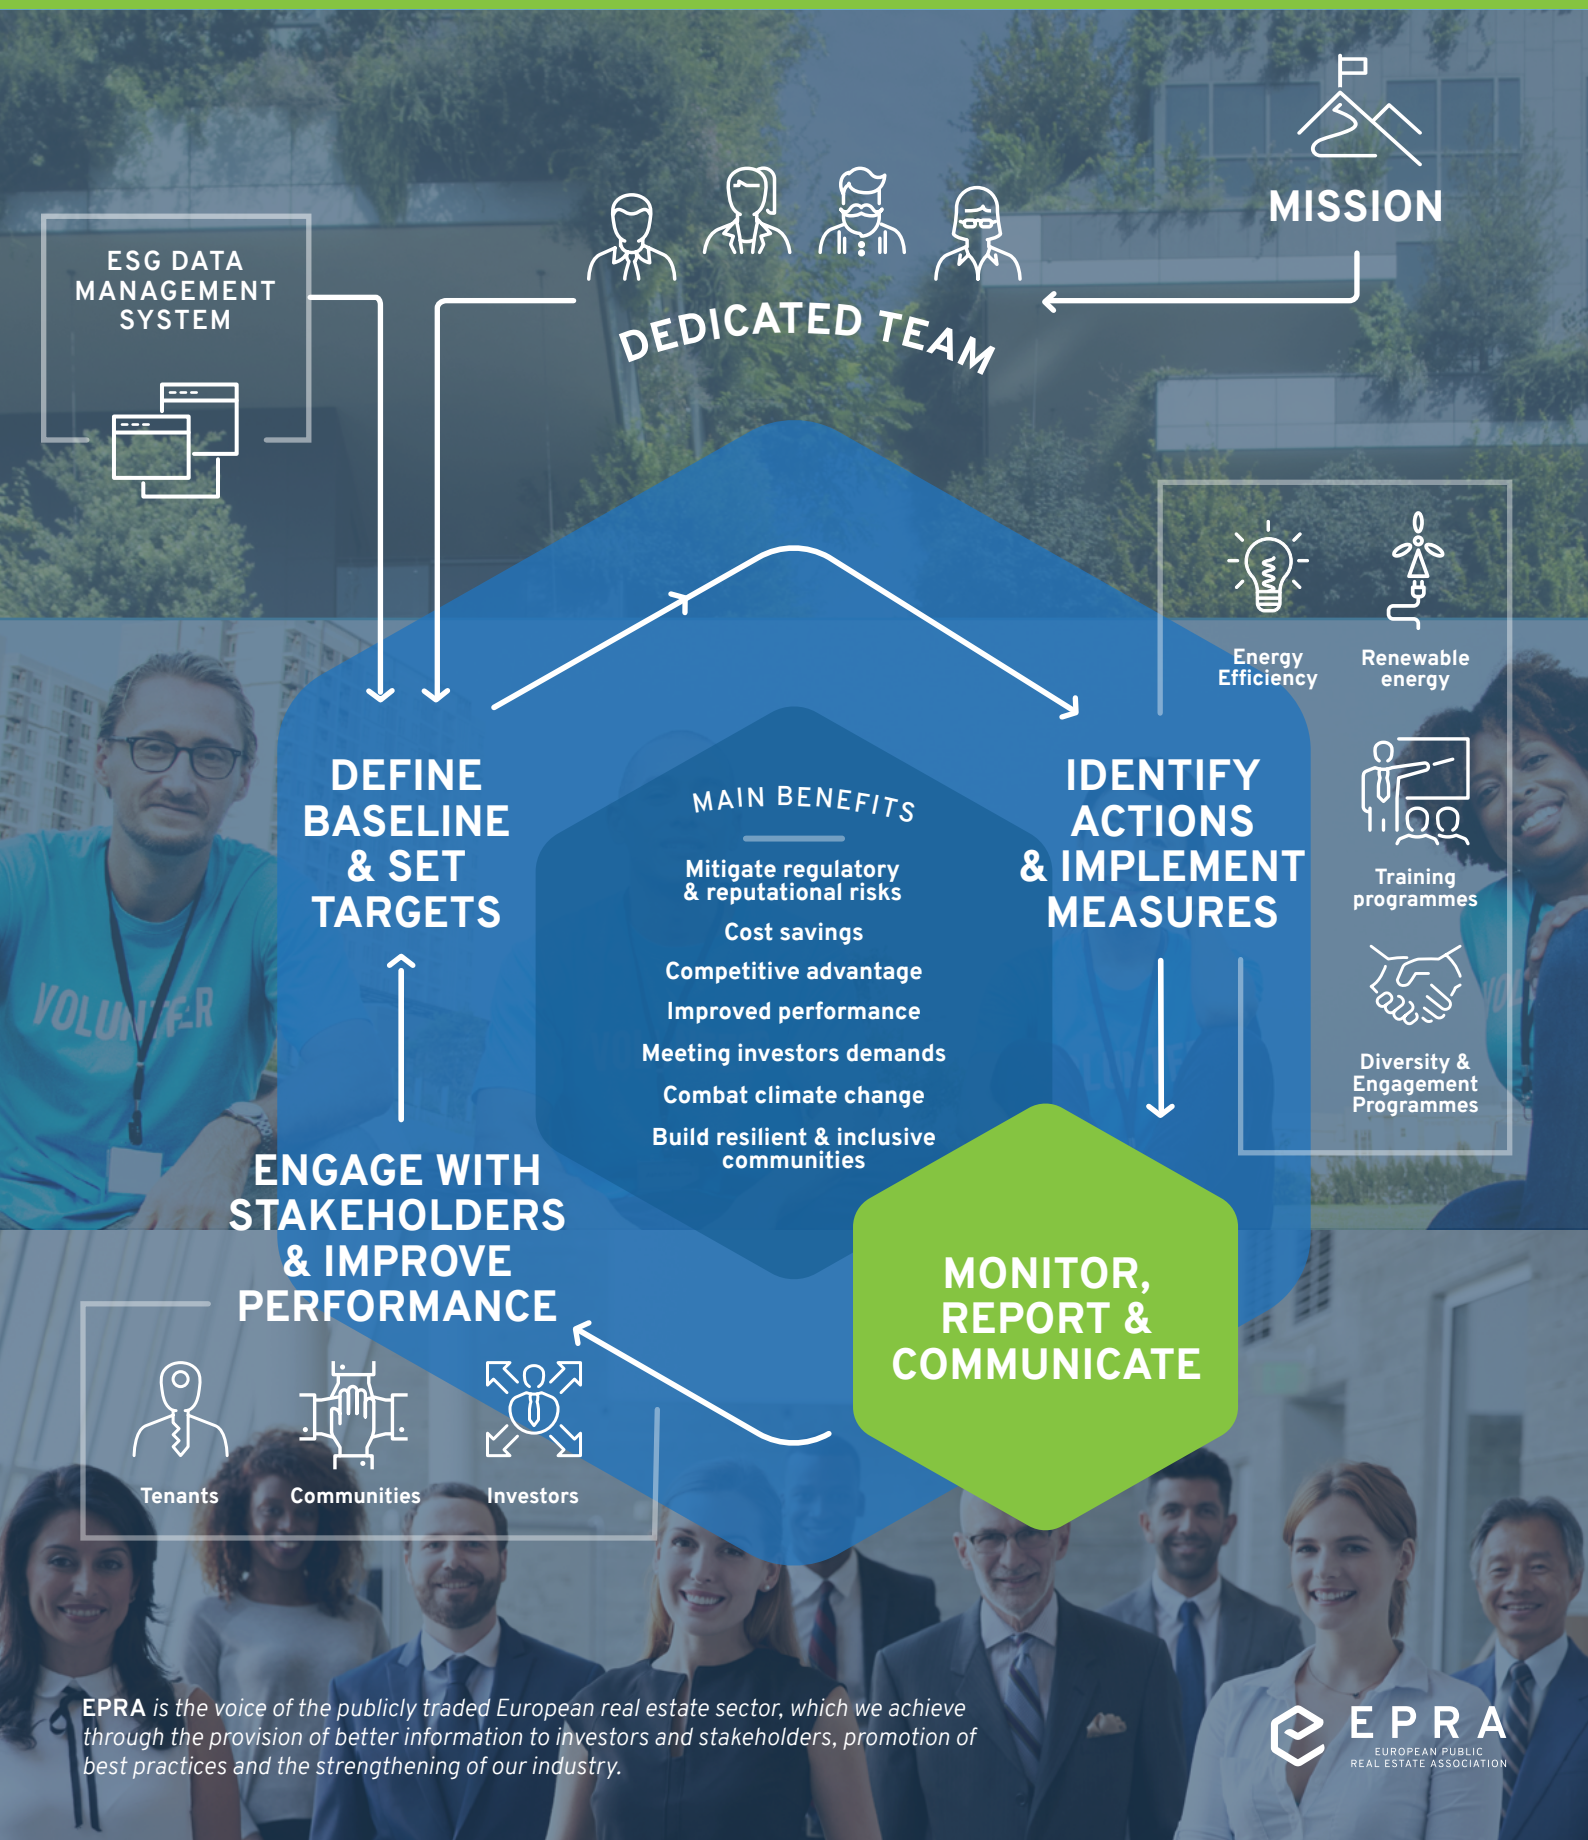 MISSION
ESG DATA
MANAGEMENT
SYSTEM
DEDICATED TEAM
Energy
Efficiency
Renewable
energy
DEFINE
BASELINE
& SET
TARGETS
IDENTIFY
ACTIONS
& IMPLEMENT
MEASURES
MAIN BENEFITS
Mitigate regulatory
& reputational risks
Cost savings
Competitive advantage
Improved performance
Meeting investors demands
Combat climate change
Build resilient & inclusive
communities
Training
programmes
Diversity &
Engagement
Programmes
ENGAGE WITH
STAKEHOLDERS
& IMPROVE
PERFORMANCE
MONITOR,
REPORT &
COMMUNICATE
Tenants
Communities
Investors
EPRA is the voice of the publicly traded European real estate sector, which we achieve
through the provision of better information to investors and stakeholders, promotion of
best practices and the strengthening of our industry.
EPRA
EUROPEAN PUBLIC
REAL ESTATE ASSOCIATION